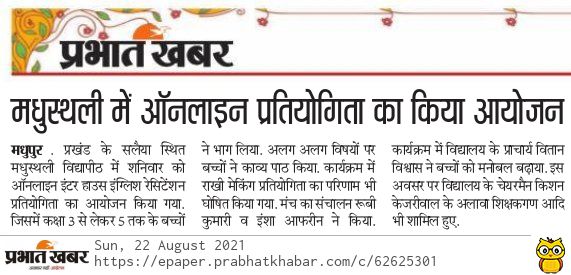 प्रभात खबर
मधुस्थली में ऑनलाइन प्रतियोगिता का किया आयोजन
मधुपुर . प्रखंड के सलैया स्थित
मधुस्थली विद्यापीठ में शनिवार को
ऑनलाइन इंटर हाउस इंग्लिश रेसिटेंशन
प्रतियोगिता का आयोजन किया गया.
जिसमें कक्षा 3 से लेकर 5 तक के बच्चों
ने भाग लिया. अलग अलग विषयों पर
बच्चों ने काव्य पाठ किया. कार्यक्रम में
राखी मेकिंग प्रतियोगिता का परिणाम भी
घोषित किया गया. मंच का संचालन रूबी
कुमारी व इंशा आफरीन ने किया.
कार्यक्रम में विद्यालय के प्राचार्य वितान
विश्वास ने बच्चों को मनोबल बढ़ाया. इस
अवसर पर विद्यालय के चेयरमैन किशन
केजरीवाल के अलावा शिक्षकगण आदि
भी शामिल हुए.
प्रभात खबर
Sun, 22 August 2021
https://epaper.prabhatkhabar.com/c/62625301